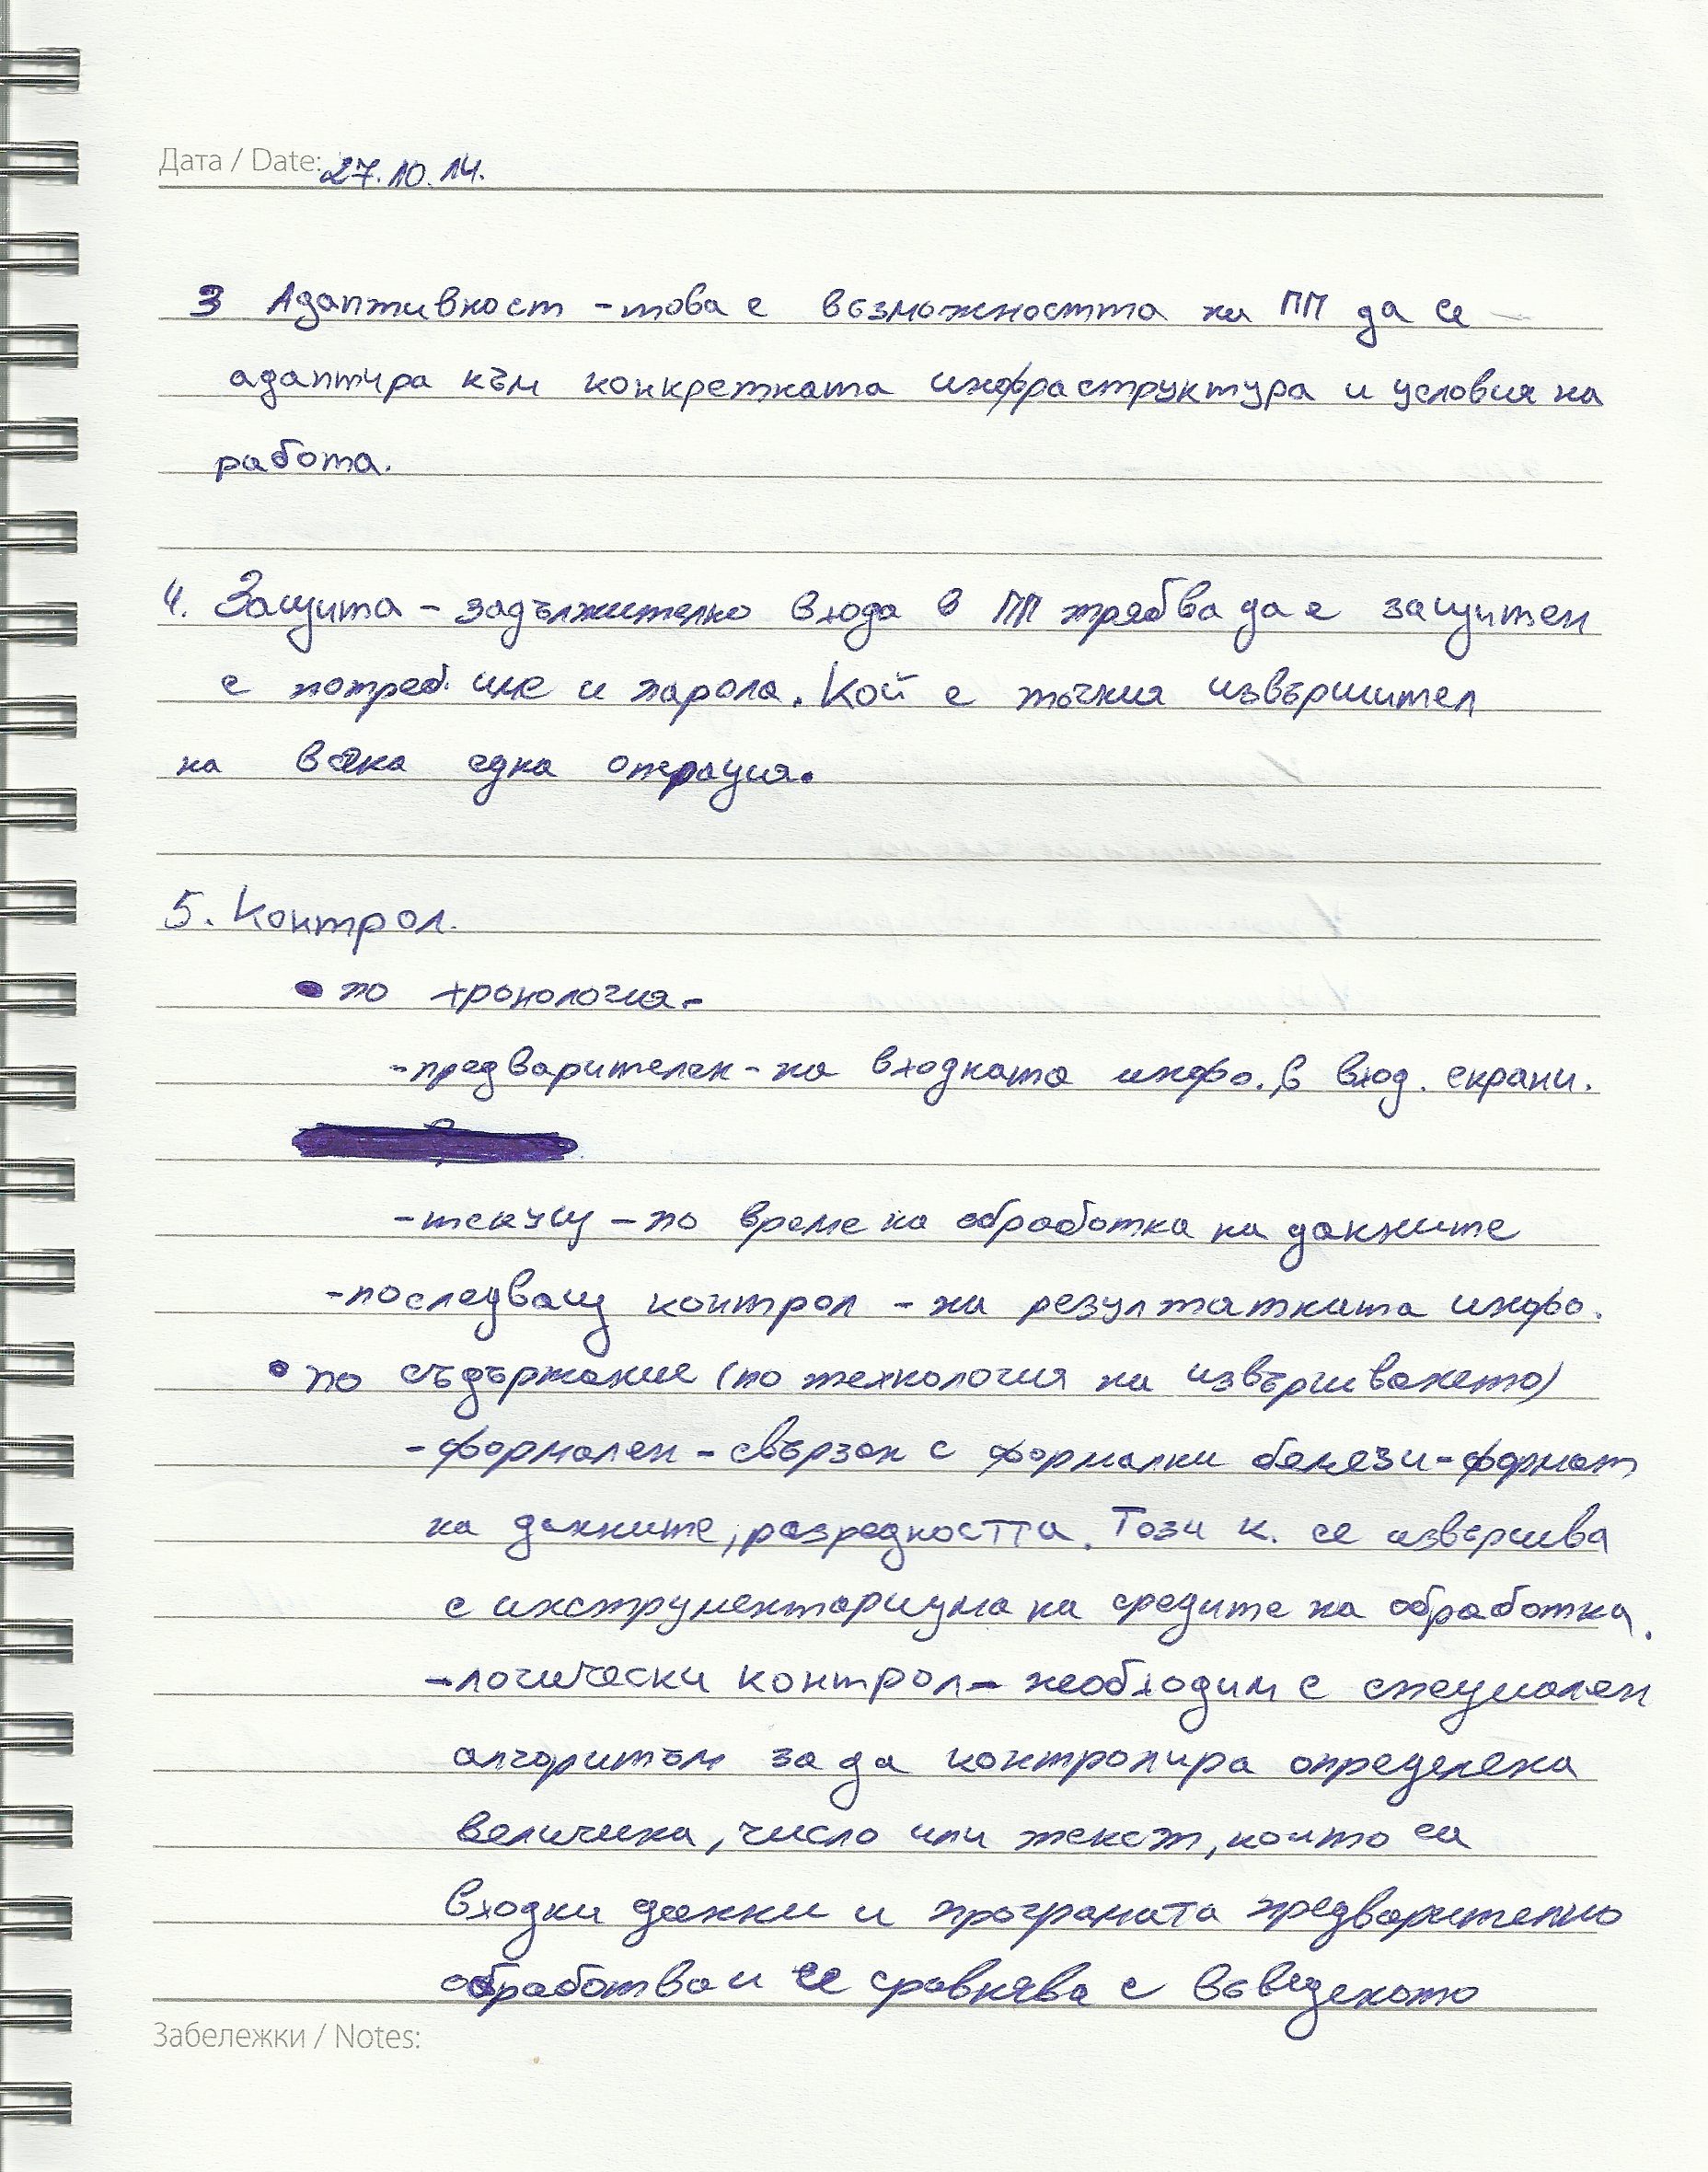 Дата / Date: 27.10.14.
3 Адаптивност - това е възможността на ПП да се
адаптира към конкретната инфраструктура и условия на
работа.
4. Защита - задължително входа в ПП трябва да е защитен
с потреб. име и парола. Кой е точния извършител
на всяка една операция.
5. Контрол.
• по хронология -
- предварителен - на входната инфо. в вход. екрани.
- текущ - по време на обработка на данните
- последващ контрол - на резултатната инфо.
• по съдържание (по технология на извършването)
- формален - свързан с формални белези - формат
на данните, разредността. Този к. се извършва
с инструментариума на средите на обработка.
- логически контрол - необходим е специален
алгоритъм за да контролира определена
величина, число или текст, които са
входни данни и програмата предварително
обработва и се сравнява с въведеното
Забележки / Notes: